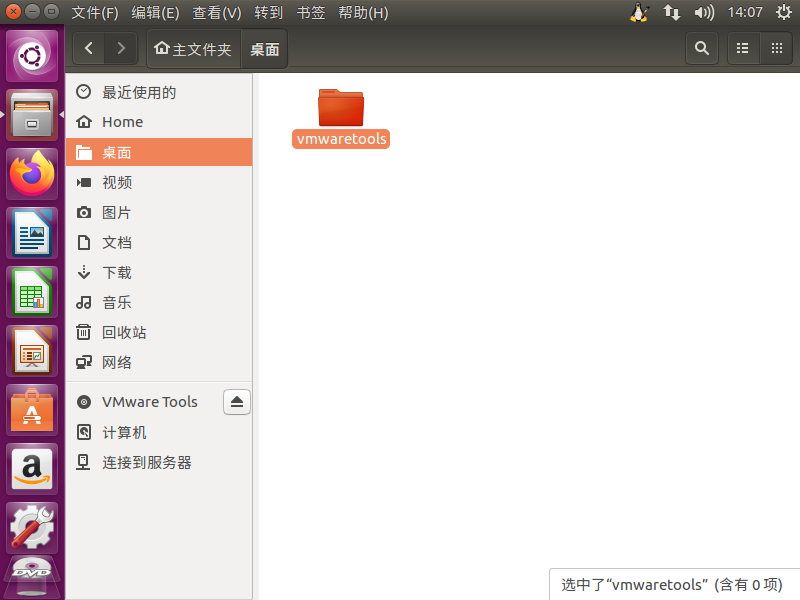 文件(F) 编辑(E) 查看(V) 转到 书签 帮助(H) 14:07
主文件夹 桌面
最近使用的
Home
桌面
视频
图片
文档
下载
音乐
回收站
网络
VMware Tools
计算机
连接到服务器
vmwaretools
选中了“vmwaretools” (含有 0 项)
A
a
DVD